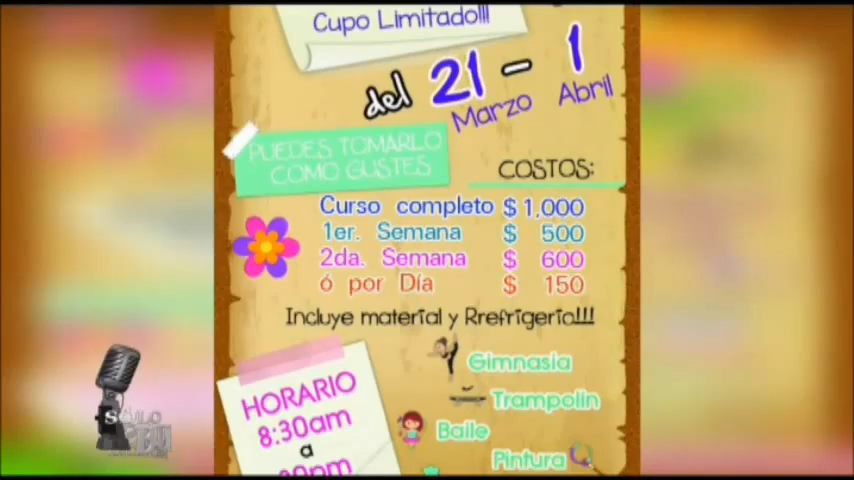 Cupo Limitado!!!
del 21 - 1
Marzo Abril
PUEDES TOMARLO
COMO GUSTES
COSTOS:
Curso completo $ 1,000
1er. Semana $ 500
2da. Semana $ 600
ó por Día $ 150
Incluye material y Rrefrigerio!!!
HORARIO
8:30am
a
Gimnasia
Trampolin
Baile
Pintura
SOLO